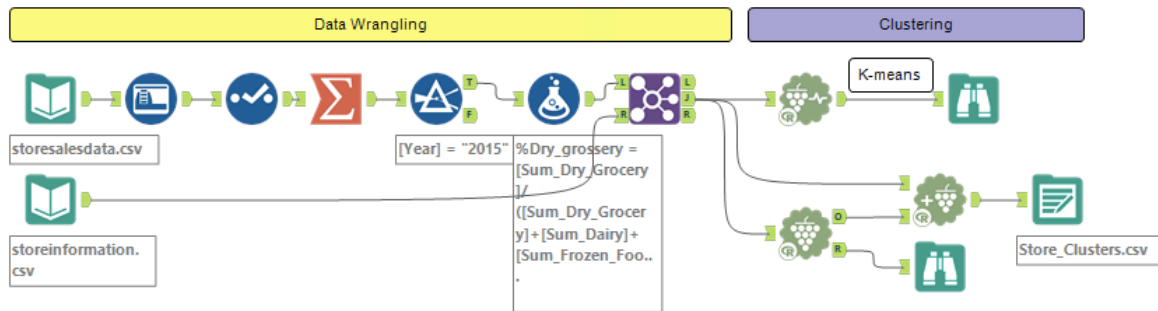 Data Wrangling
Clustering
K-means
T
F
L
R
L
J
R
R
storesalesdata.csv
[Year] = "2015"
%Dry_grossery =
[Sum_Dry_Grocery
]/
([Sum_Dry_Grocer
y]+[Sum_Dairy]+
[Sum_Frozen_Foo..
.
R
O
R
R
storeinformation.
csv
Store_Clusters.csv